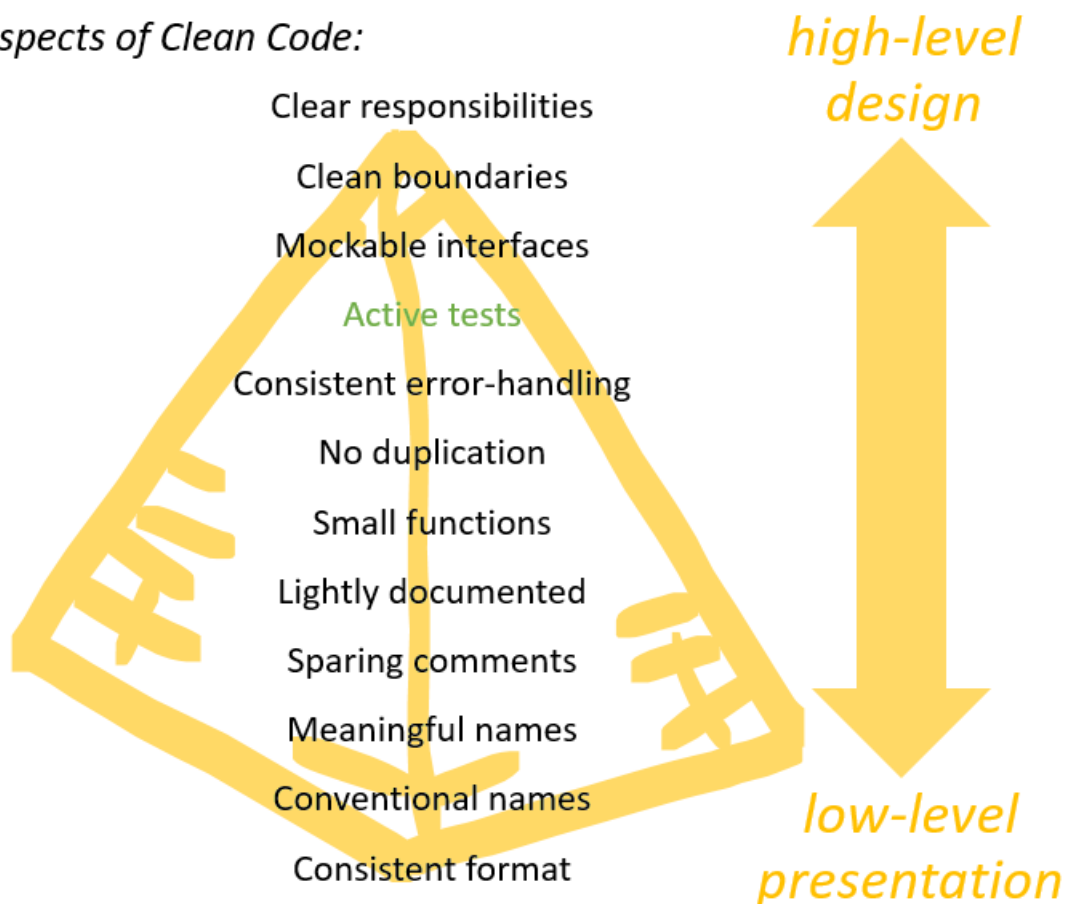 spects of Clean Code:
high-level
design
Clear responsibilities
Clean boundaries
Mockable interfaces
Active tests
Consistent error-handling
No duplication
Small functions
Lightly documented
Sparing comments
Meaningful names
Conventional names
Consistent format
low-level
presentation